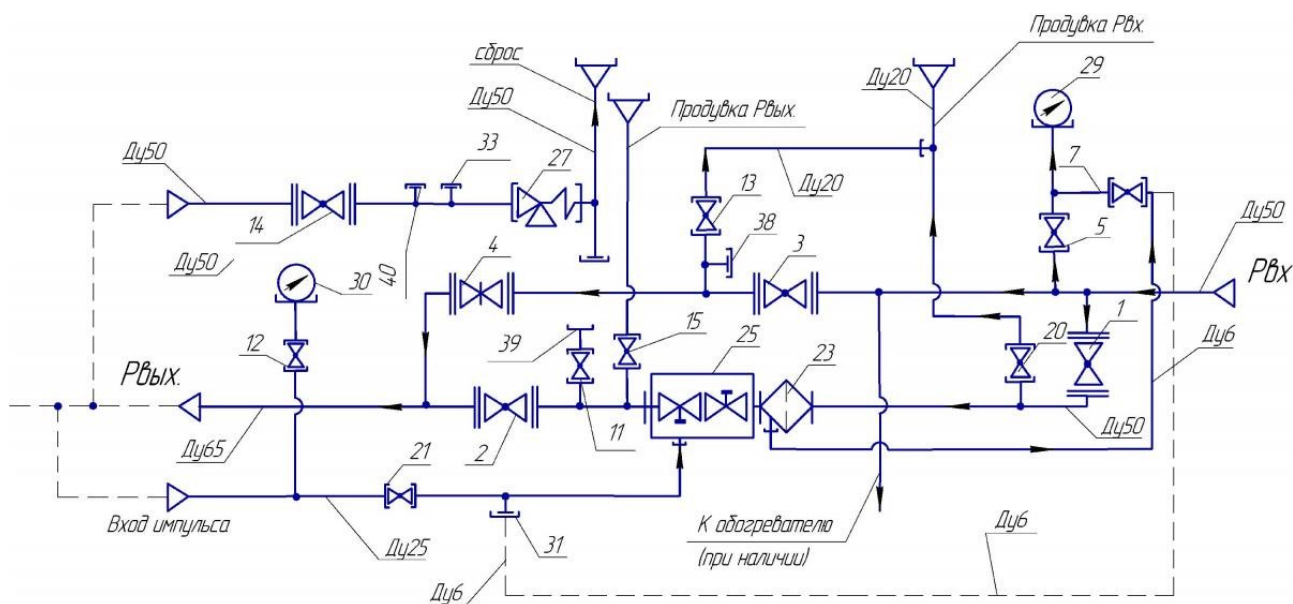 Продувка Рвх.
сброс
Ду20
29
Ду50
Продувка Рвых.
7
Ду50
33
27
13
Ду20
5
Ду50
14
38
Рвх
Ду50
40
4
3
30
1
12
39
15
25
20
23
Ду6
Рвых.
Ду65
2
11
Ду50
21
Вход импульса
Ду25
31
К обогревателю
(при наличии)
Ду6
Ду6